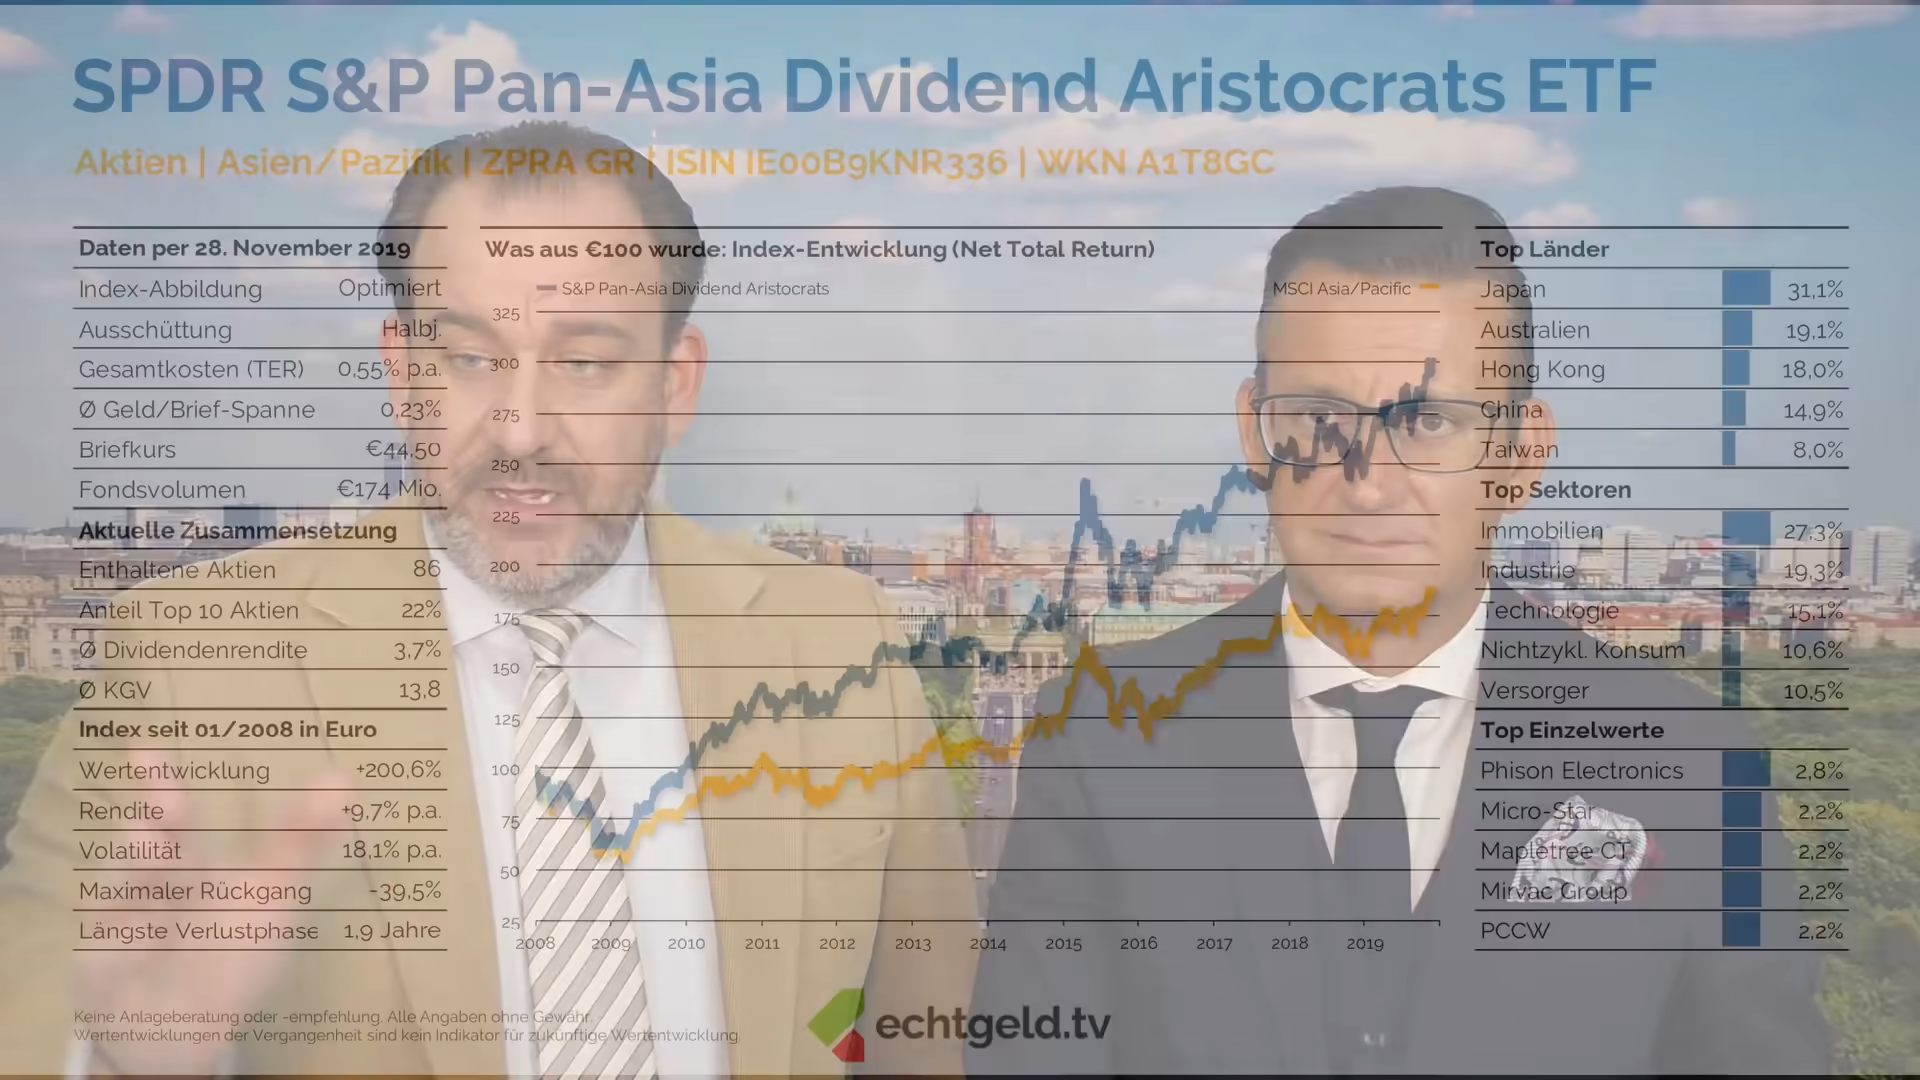 SPDR S&P Pan-Asia Dividend Aristocrats ETF
Aktien | Asien/Pazifik | ZPRA GR | ISIN IE00B9KNR336 | WKN A1T8GC
Daten per 28. November 2019
Index-Abbildung Optimiert
Ausschüttung Halbj.
Gesamtkosten (TER) 0,55% p.a.
Ø Geld/Brief-Spanne 0,23%
Briefkurs €44,50
Fondsvolumen €174 Mio.
Aktuelle Zusammensetzung
Enthaltene Aktien 86
Anteil Top 10 Aktien 22%
Ø Dividendenrendite 3,7%
Ø KGV 13,8
Index seit 01/2008 in Euro
Wertentwicklung +200,6%
Rendite +9,7% p.a.
Volatilität 18,1% p.a.
Maximaler Rückgang -39,5%
Längste Verlustphase 1,9 Jahre
Was aus €100 wurde: Index-Entwicklung (Net Total Return)
S&P Pan-Asia Dividend Aristocrats MSCI Asia/Pacific
325
300
275
250
225
200
175
150
125
100
75
50
25
2008 2009 2010 2011 2012 2013 2014 2015 2016 2017 2018 2019
Top Länder
Japan 31,1%
Australien 19,1%
Hong Kong 18,0%
China 14,9%
Taiwan 8,0%
Top Sektoren
Immobilien 27,3%
Industrie 19,3%
Technologie 15,1%
Nichtzykl. Konsum 10,6%
Versorger 10,5%
Top Einzelwerte
Phison Electronics 2,8%
Micro-Star 2,2%
Mapletree CT 2,2%
Mirvac Group 2,2%
PCCW 2,2%
Keine Anlageberatung oder -empfehlung. Alle Angaben ohne Gewähr.
Wertentwicklungen der Vergangenheit sind kein Indikator für zukünftige Wertentwicklung
echtgeld.tv